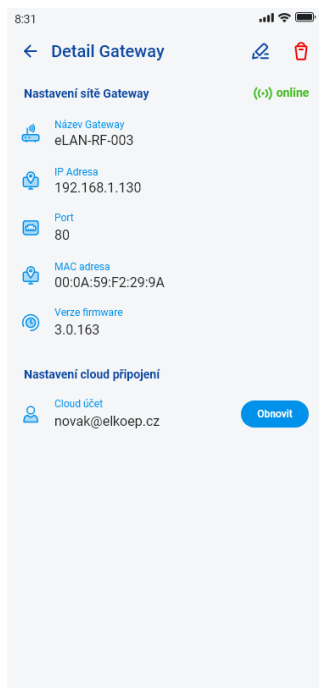 8:31
Detail Gateway
Nastavení sítě Gateway
online
Název Gateway
eLAN-RF-003
IP Adresa
192.168.1.130
Port
80
MAC adresa
00:0A:59:F2:29:9A
Verze firmware
3.0.163
Nastavení cloud připojení
Cloud účet
novak@elkoep.cz
Obnovit